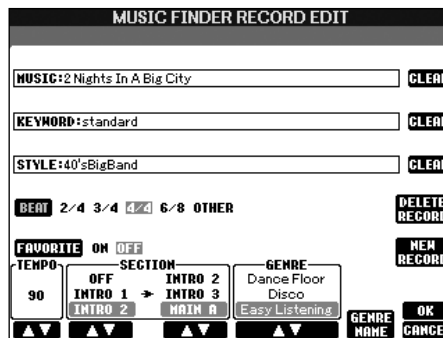 MUSIC FINDER RECORD EDIT
MUSIC:2 Nights In A Big City
CLEAR
KEYWORD:standard
CLEAR
STYLE:40'sBigBand
CLEAR
BEAT 2/4 3/4 4/4 6/8 OTHER
DELETE
RECORD
FAVORITE ON OFF
NEW
RECORD
TEMPO SECTION GENRE
OFF INTRO 2 Dance Floor
90 INTRO 1 → INTRO 3 Disco
INTRO 2 MAIN A Easy Listening
GENRE
NAME
OK
CANCEL